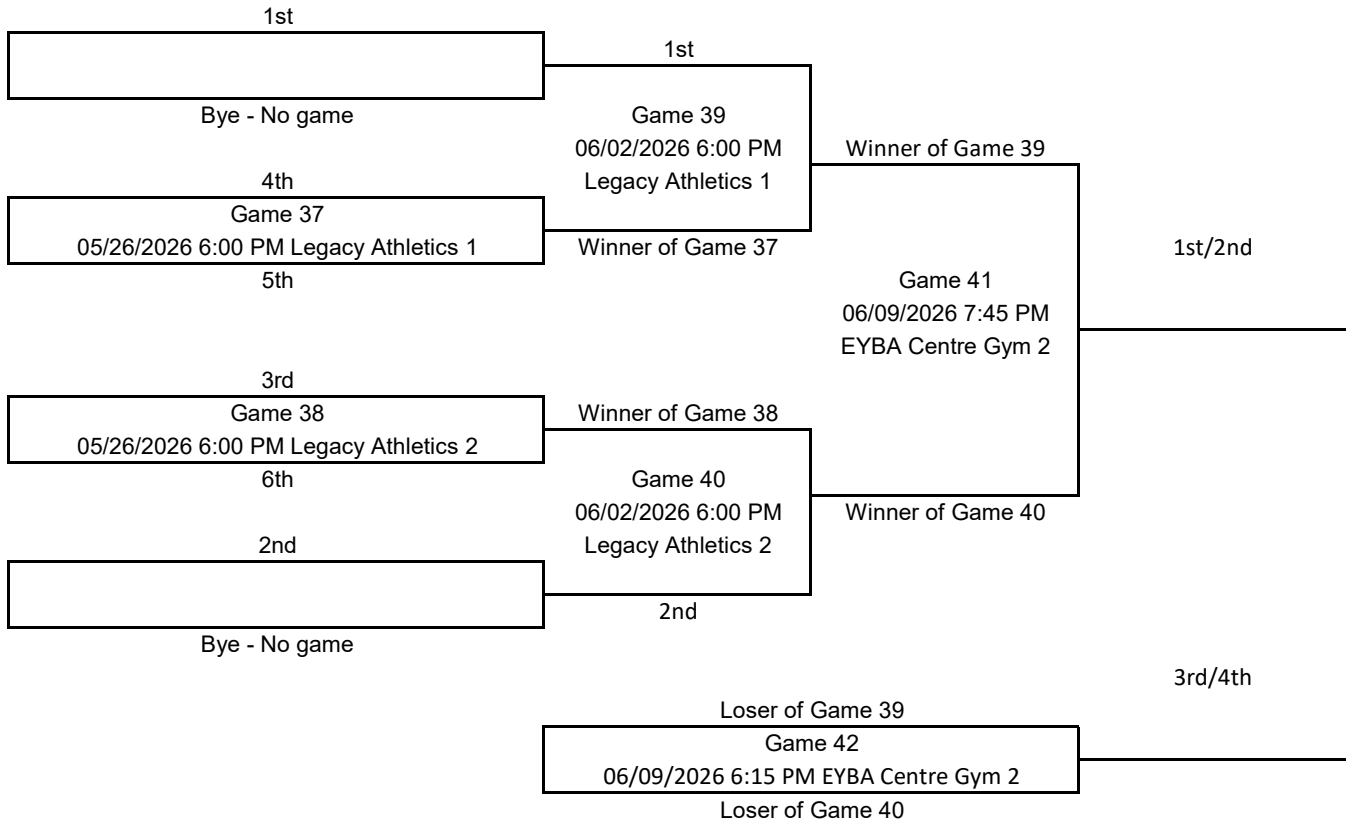 1st
Bye - No game
1st
Game 39
06/02/2026 6:00 PM
Legacy Athletics 1
Winner of Game 37
4th
Game 37
05/26/2026 6:00 PM Legacy Athletics 1
5th
Winner of Game 39
Game 41
06/09/2026 7:45 PM
EYBA Centre Gym 2
Winner of Game 40
1st/2nd
3rd
Game 38
05/26/2026 6:00 PM Legacy Athletics 2
6th
Winner of Game 38
Game 40
06/02/2026 6:00 PM
Legacy Athletics 2
2nd
2nd
Bye - No game
3rd/4th
Loser of Game 39
Game 42
06/09/2026 6:15 PM EYBA Centre Gym 2
Loser of Game 40